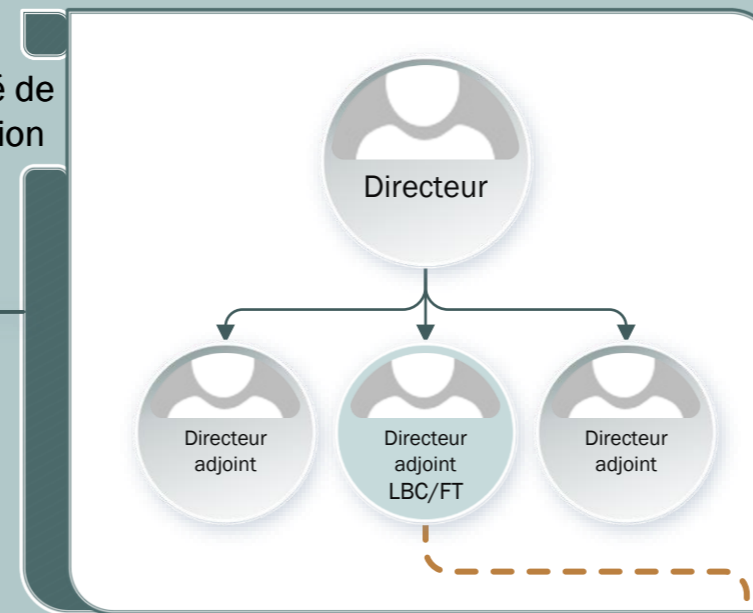 é de
ion
Directeur
Directeur
adjoint
Directeur
adjoint
LBC/FT
Directeur
adjoint